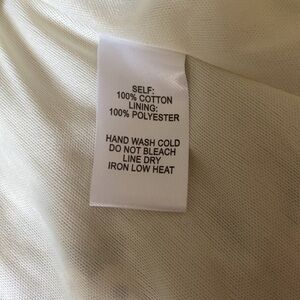 SELF:
100% COTTON
LINING:
100% POLYESTER
HAND WASH COLD
DO NOT BLEACH
LINE DRY
IRON LOW HEAT